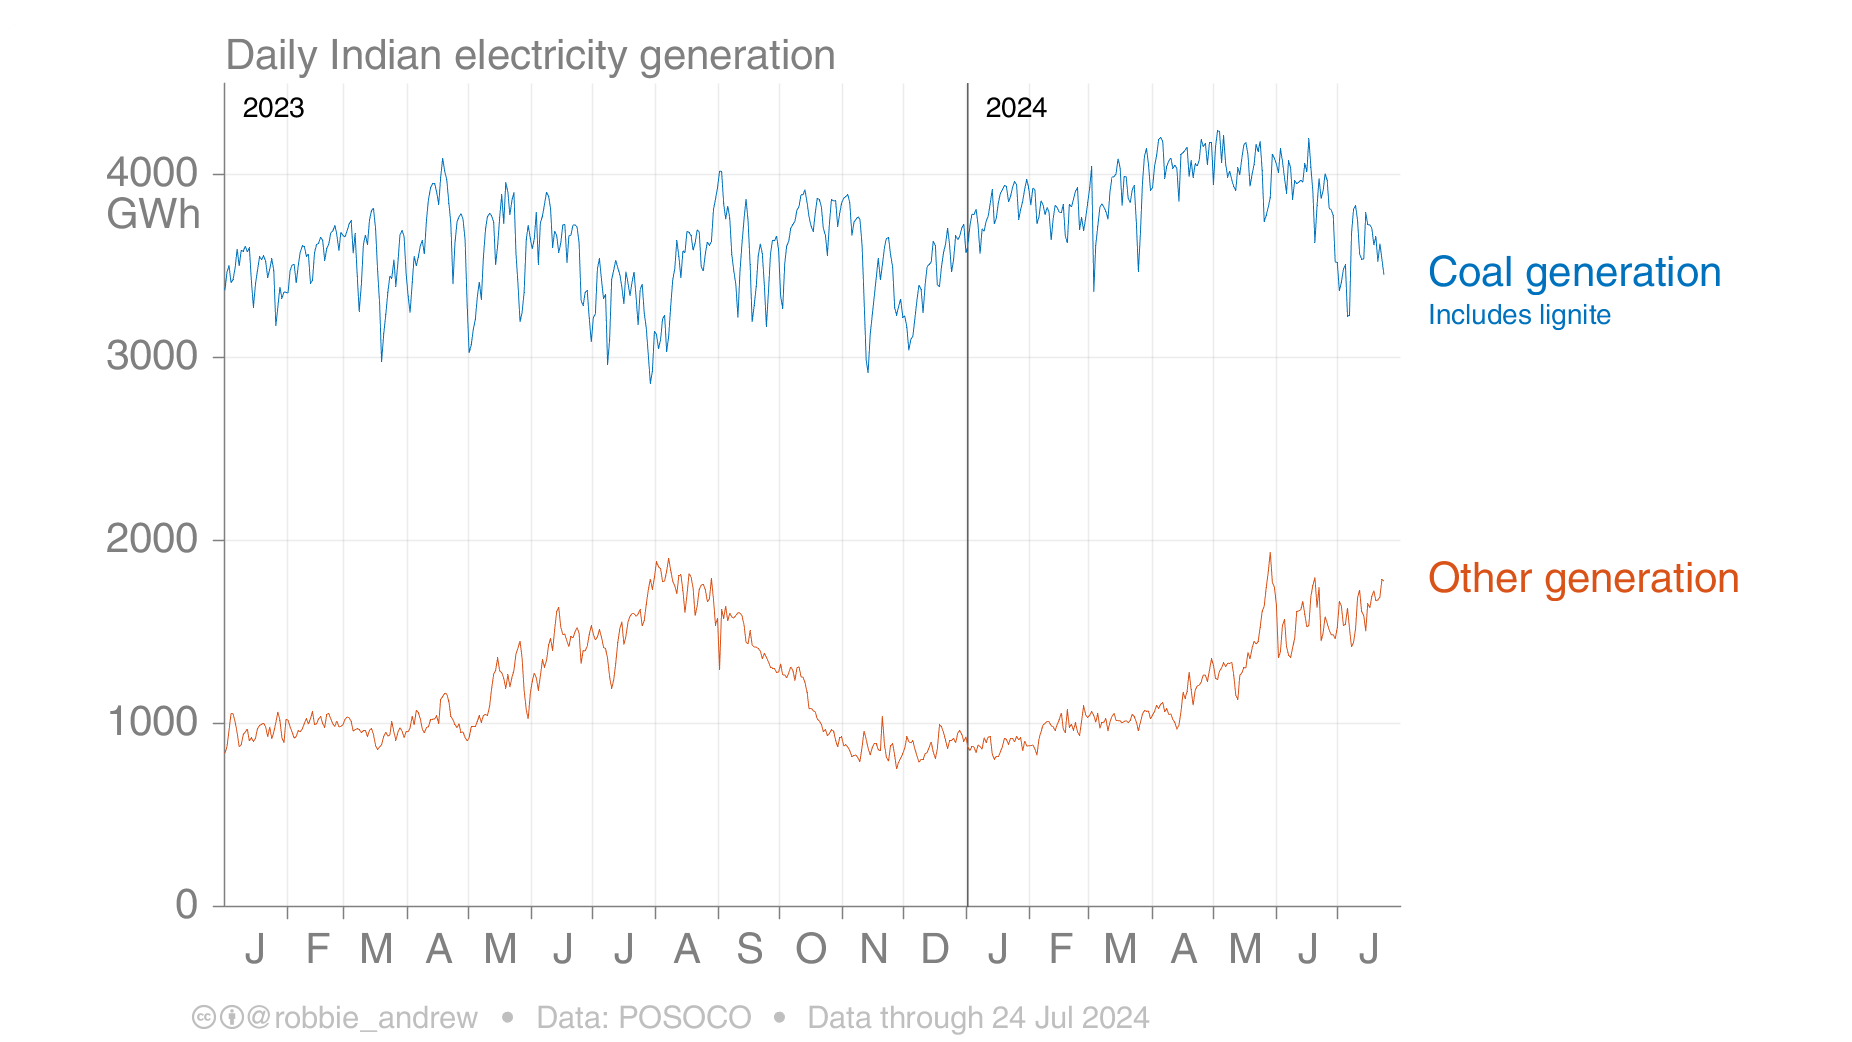 Daily Indian electricity generation
2023
2024
4000
GWh
3000
2000
1000
0
Coal generation
Includes lignite
Other generation
J F M A M J J A S O N D J F M A M J J
@robbie_andrew • Data: POSOCO • Data through 24 Jul 2024